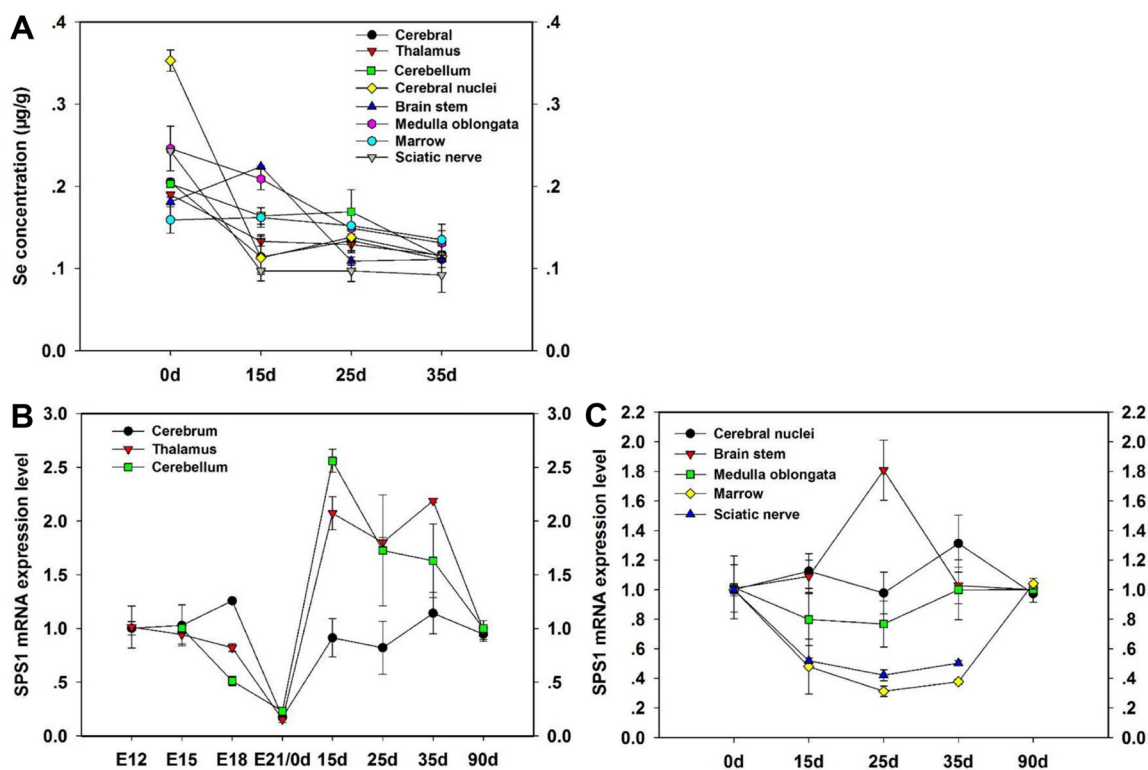 A
Se concentration (µg/g)
.4
.3
.2
.1
0.0
Cerebral
Thalamus
Cerebellum
Cerebral nuclei
Brain stem
Medulla oblongata
Marrow
Sciatic nerve
.4
.3
.2
.1
0.0
0d 15d 25d 35d
B
SPS1 mRNA expression level
3.0
2.5
2.0
1.5
1.0
0.5
0.0
Cerebrum
Thalamus
Cerebellum
3.0
2.5
2.0
1.5
1.0
0.5
0.0
E12 E15 E18 E21/0d 15d 25d 35d 90d
C
SPS1 mRNA expression level
2.2
2.0
1.8
1.6
1.4
1.2
1.0
.8
.6
.4
.2
0.0
Cerebral nuclei
Brain stem
Medulla oblongata
Marrow
Sciatic nerve
2.2
2.0
1.8
1.6
1.4
1.2
1.0
.8
.6
.4
.2
0.0
0d 15d 25d 35d 90d